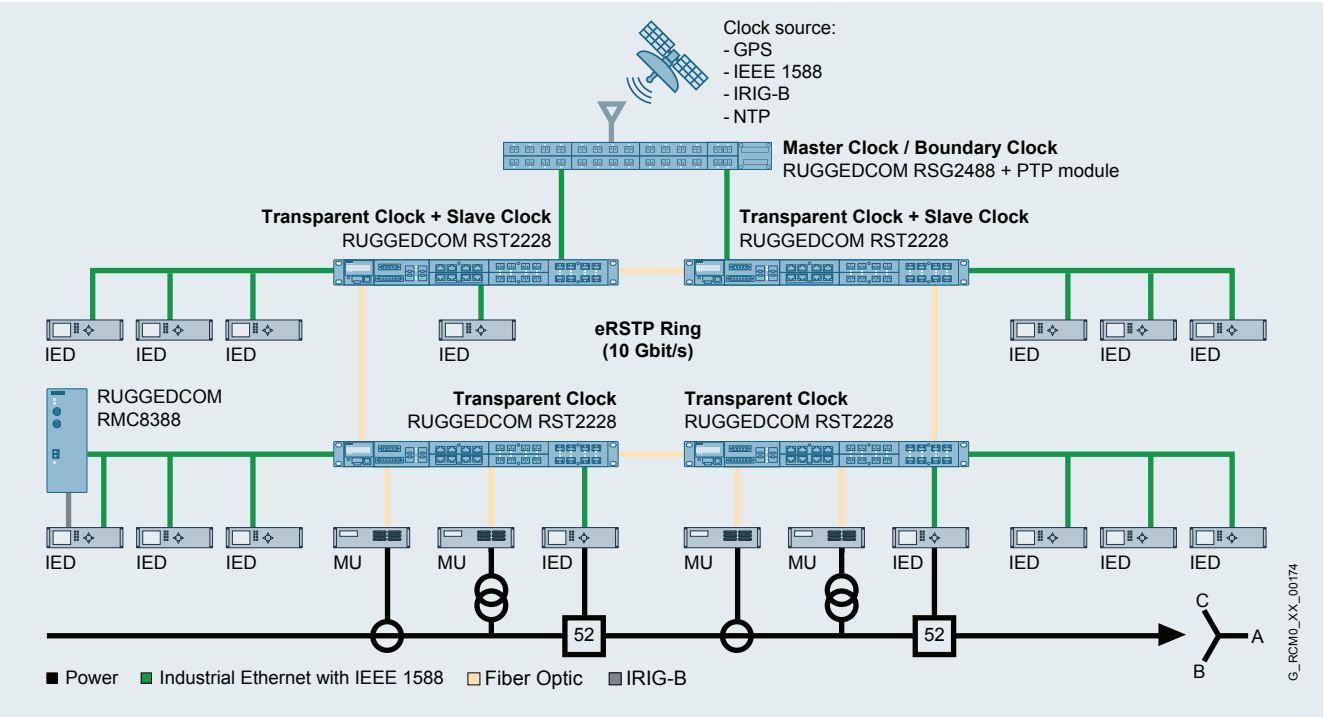 Clock source:
- GPS
- IEEE 1588
- IRIG-B
- NTP
Master Clock / Boundary Clock
RUGGEDCOM RSG2488 + PTP module
Transparent Clock + Slave Clock
RUGGEDCOM RST2228
Transparent Clock + Slave Clock
RUGGEDCOM RST2228
IED
IED
IED
IED
eRSTP Ring
(10 Gbit/s)
IED
IED
IED
RUGGEDCOM
RMC8388
Transparent Clock
RUGGEDCOM RST2228
Transparent Clock
RUGGEDCOM RST2228
IED
IED
IED
MU
MU
IED
MU
MU
IED
IED
IED
IED
52
52
C
A
B
Power
Industrial Ethernet with IEEE 1588
Fiber Optic
IRIG-B
G_RCM0_XX_00174